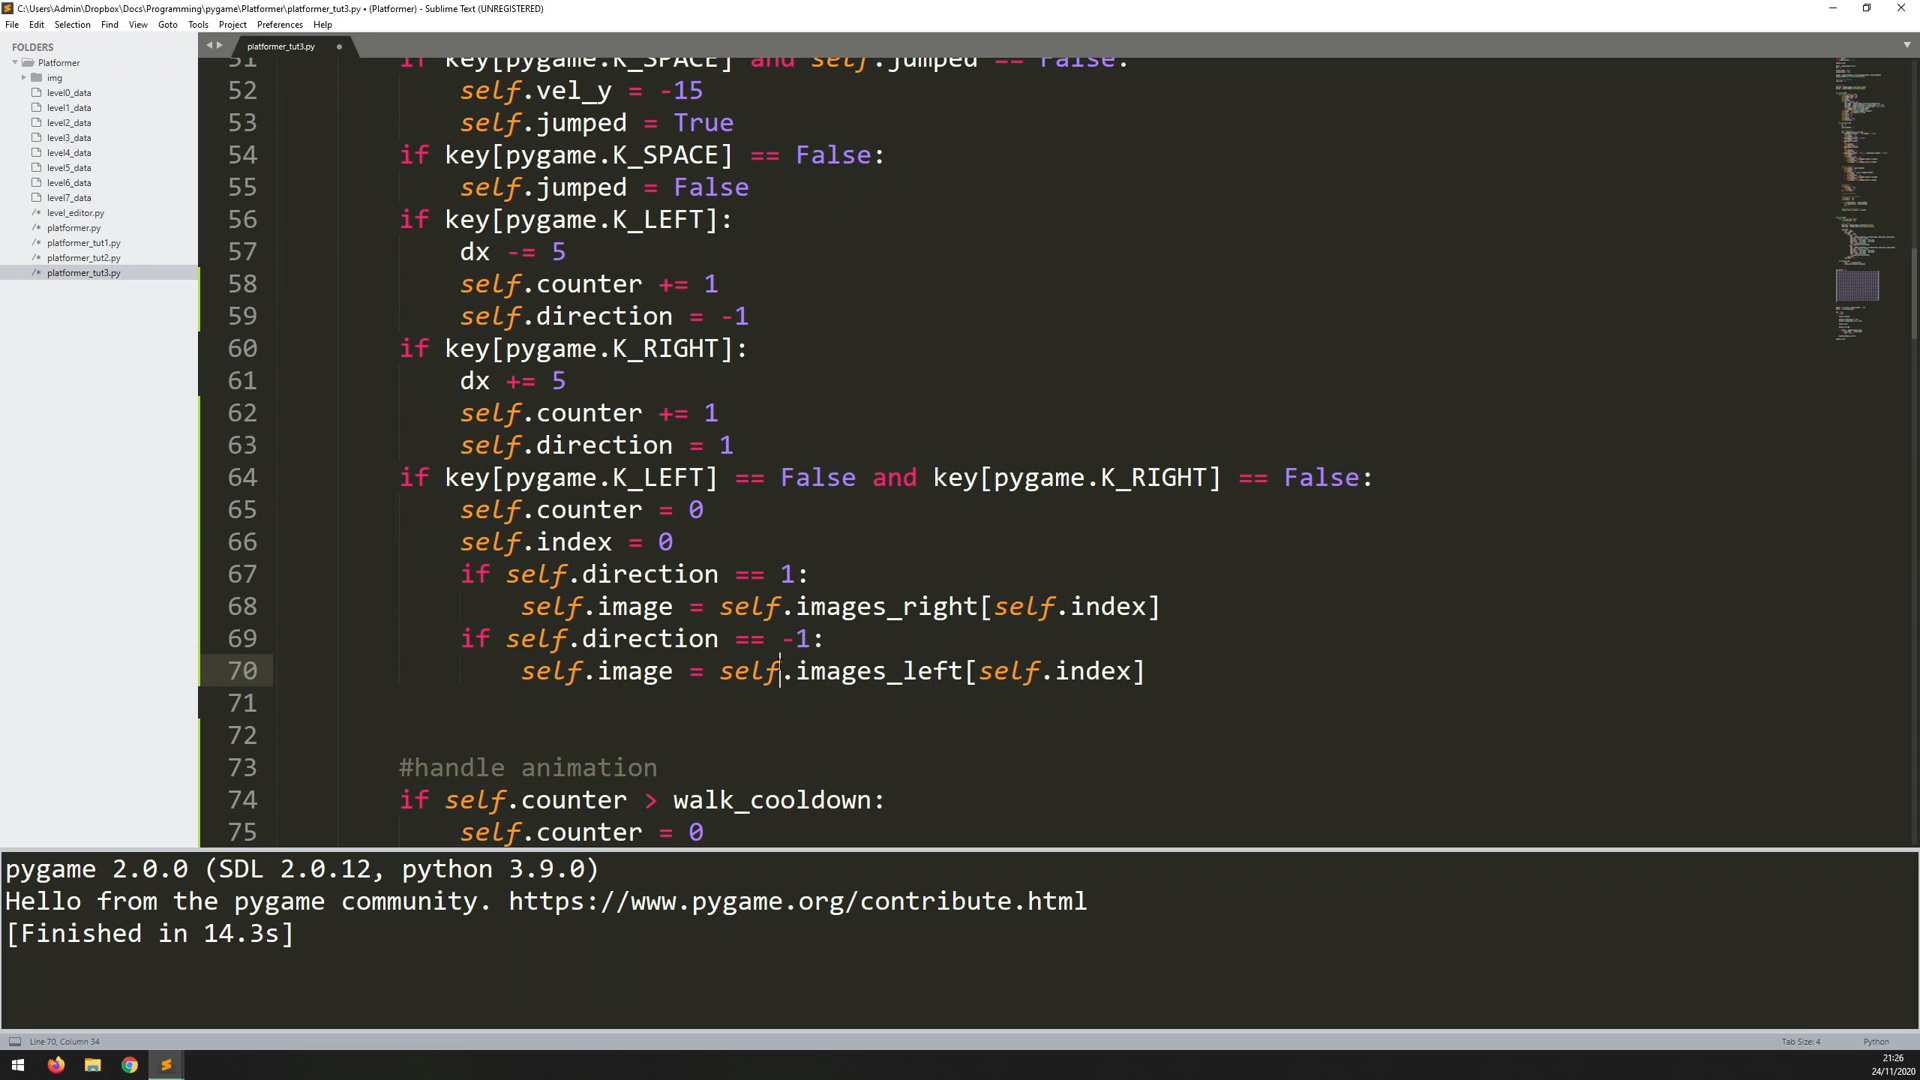 C:\Users\Admin\Dropbox\Docs\Programming\pygame\Platformer\platformer_tut3.py • (Platformer) - Sublime Text (UNREGISTERED)
File Edit Selection Find View Goto Tools Project Preferences Help
FOLDERS
Platformer
img
level0_data
level1_data
level2_data
level3_data
level4_data
level5_data
level6_data
level7_data
/* level_editor.py
/* platformer.py
/* platformer_tut1.py
/* platformer_tut2.py
/* platformer_tut3.py
platformer_tut3.py
51 if key[pygame.K_SPACE] and self.jumped == False:
52 self.vel_y = -15
53 self.jumped = True
54 if key[pygame.K_SPACE] == False:
55 self.jumped = False
56 if key[pygame.K_LEFT]:
57 dx -= 5
58 self.counter += 1
59 self.direction = -1
60 if key[pygame.K_RIGHT]:
61 dx += 5
62 self.counter += 1
63 self.direction = 1
64 if key[pygame.K_LEFT] == False and key[pygame.K_RIGHT] == False:
65 self.counter = 0
66 self.index = 0
67 if self.direction == 1:
68 self.image = self.images_right[self.index]
69 if self.direction == -1:
70 self.image = self.images_left[self.index]
71
72
73 #handle animation
74 if self.counter > walk_cooldown:
75 self.counter = 0
pygame 2.0.0 (SDL 2.0.12, python 3.9.0)
Hello from the pygame community. https://www.pygame.org/contribute.html
[Finished in 14.3s]
Line 70, Column 34
Tab Size: 4
Python
21:26
24/11/2020